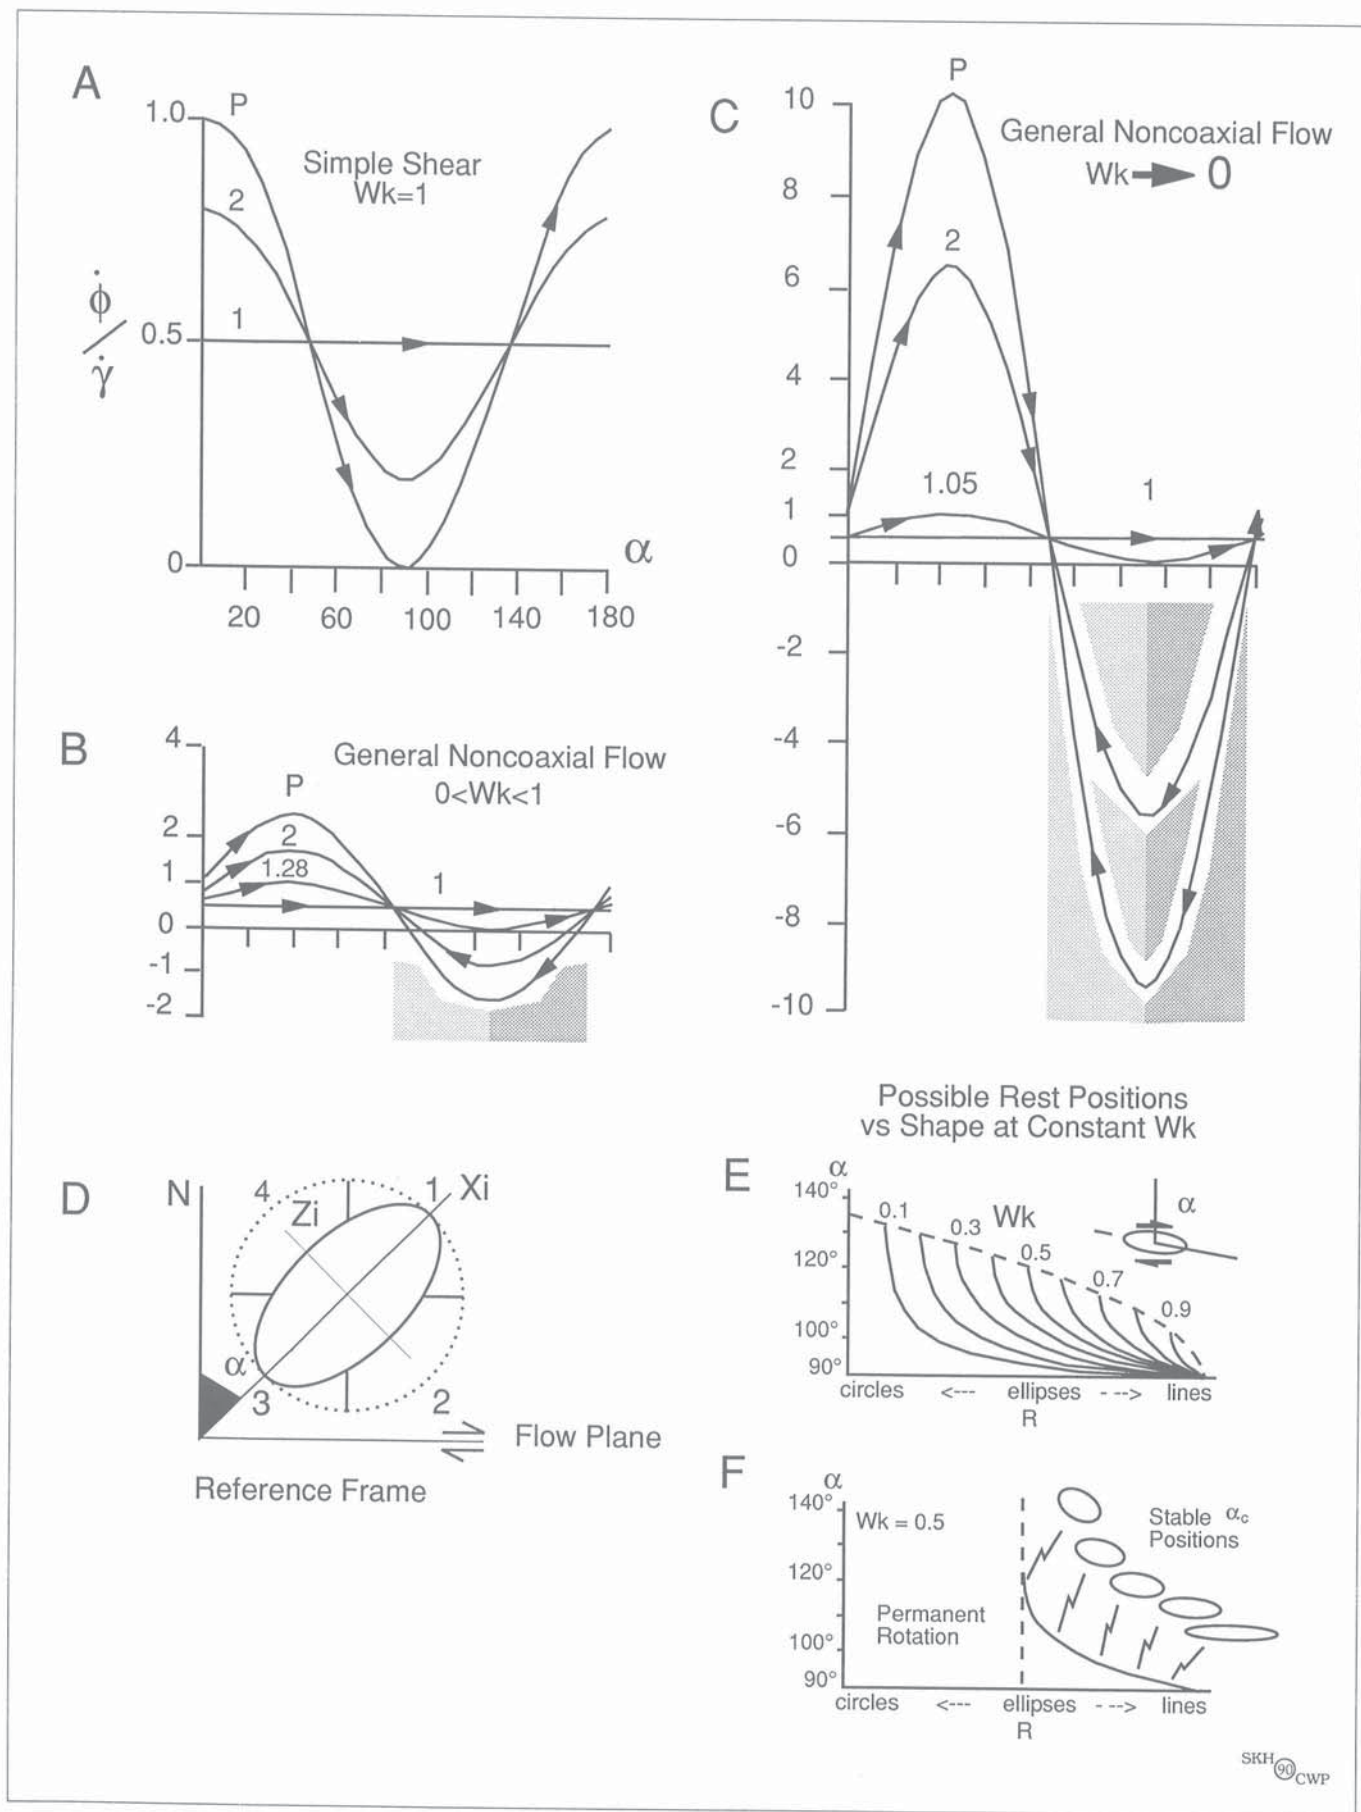 A
1.0
P
Simple Shear
Wk=1
2
1
0.5
ϕ̇
/
γ̇
0
α
20 60 100 140 180
C
P
General Noncoaxial Flow
Wk 0
10
8
2
6
4
2
1.05
1
1
0
-2
-4
-6
-8
-10
B
General Noncoaxial Flow
0<Wk<1
4
P
2
2
1.28
1
1
0
-1
-2
D
N
4
1
Xi
Zi
α
3
2
Flow Plane
Reference Frame
Possible Rest Positions
vs Shape at Constant Wk
E
α
140°
120°
100°
90°
0.1
0.3
Wk
0.5
0.7
0.9
α
circles <--- ellipses - --> lines
R
F
α
140°
120°
100°
90°
Wk = 0.5
Stable αc
Positions
Permanent
Rotation
circles <--- ellipses - --> lines
R
SKH 90 CWP